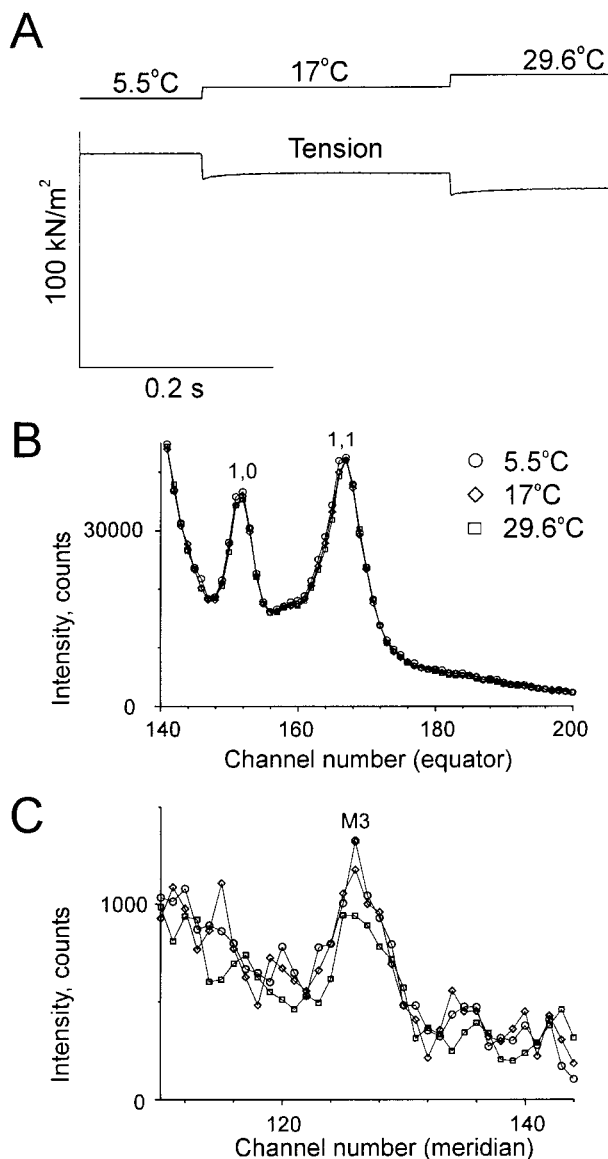 A
5.5°C
17°C
29.6°C
Tension
100 kN/m²
0.2 s
B
1,0
1,1
5.5°C
17°C
29.6°C
Intensity, counts
30000
0
140
160
180
200
Channel number (equator)
C
M3
Intensity, counts
1000
0
120
140
Channel number (meridian)